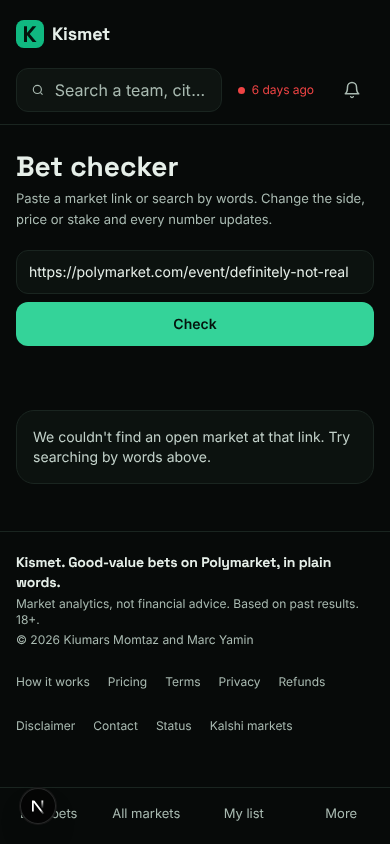 Kismet
Search a team, cit...
6 days ago
Bet checker
Paste a market link or search by words. Change the side,
price or stake and every number updates.
https://polymarket.com/event/definitely-not-real
Check
We couldn't find an open market at that link. Try
searching by words above.
Kismet. Good-value bets on Polymarket, in plain
words.
Market analytics, not financial advice. Based on past results.
18+.
© 2026 Kiumars Momtaz and Marc Yamin
How it works Pricing Terms Privacy Refunds
Disclaimer Contact Status Kalshi markets
bets All markets My list More